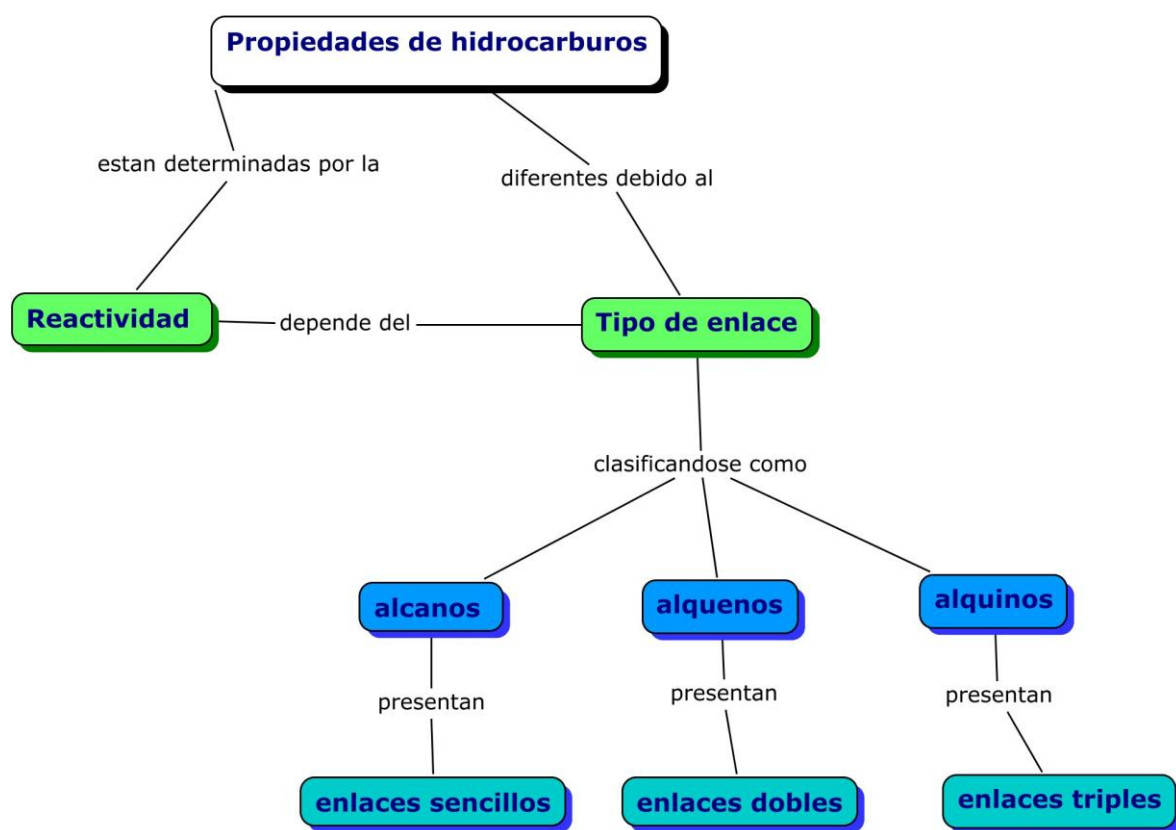 Propiedades de hidrocarburos
estan determinadas por la
diferentes debido al
Reactividad
depende del
Tipo de enlace
clasificandose como
alcanos
alquenos
alquinos
presentan
presentan
presentan
enlaces sencillos
enlaces dobles
enlaces triples